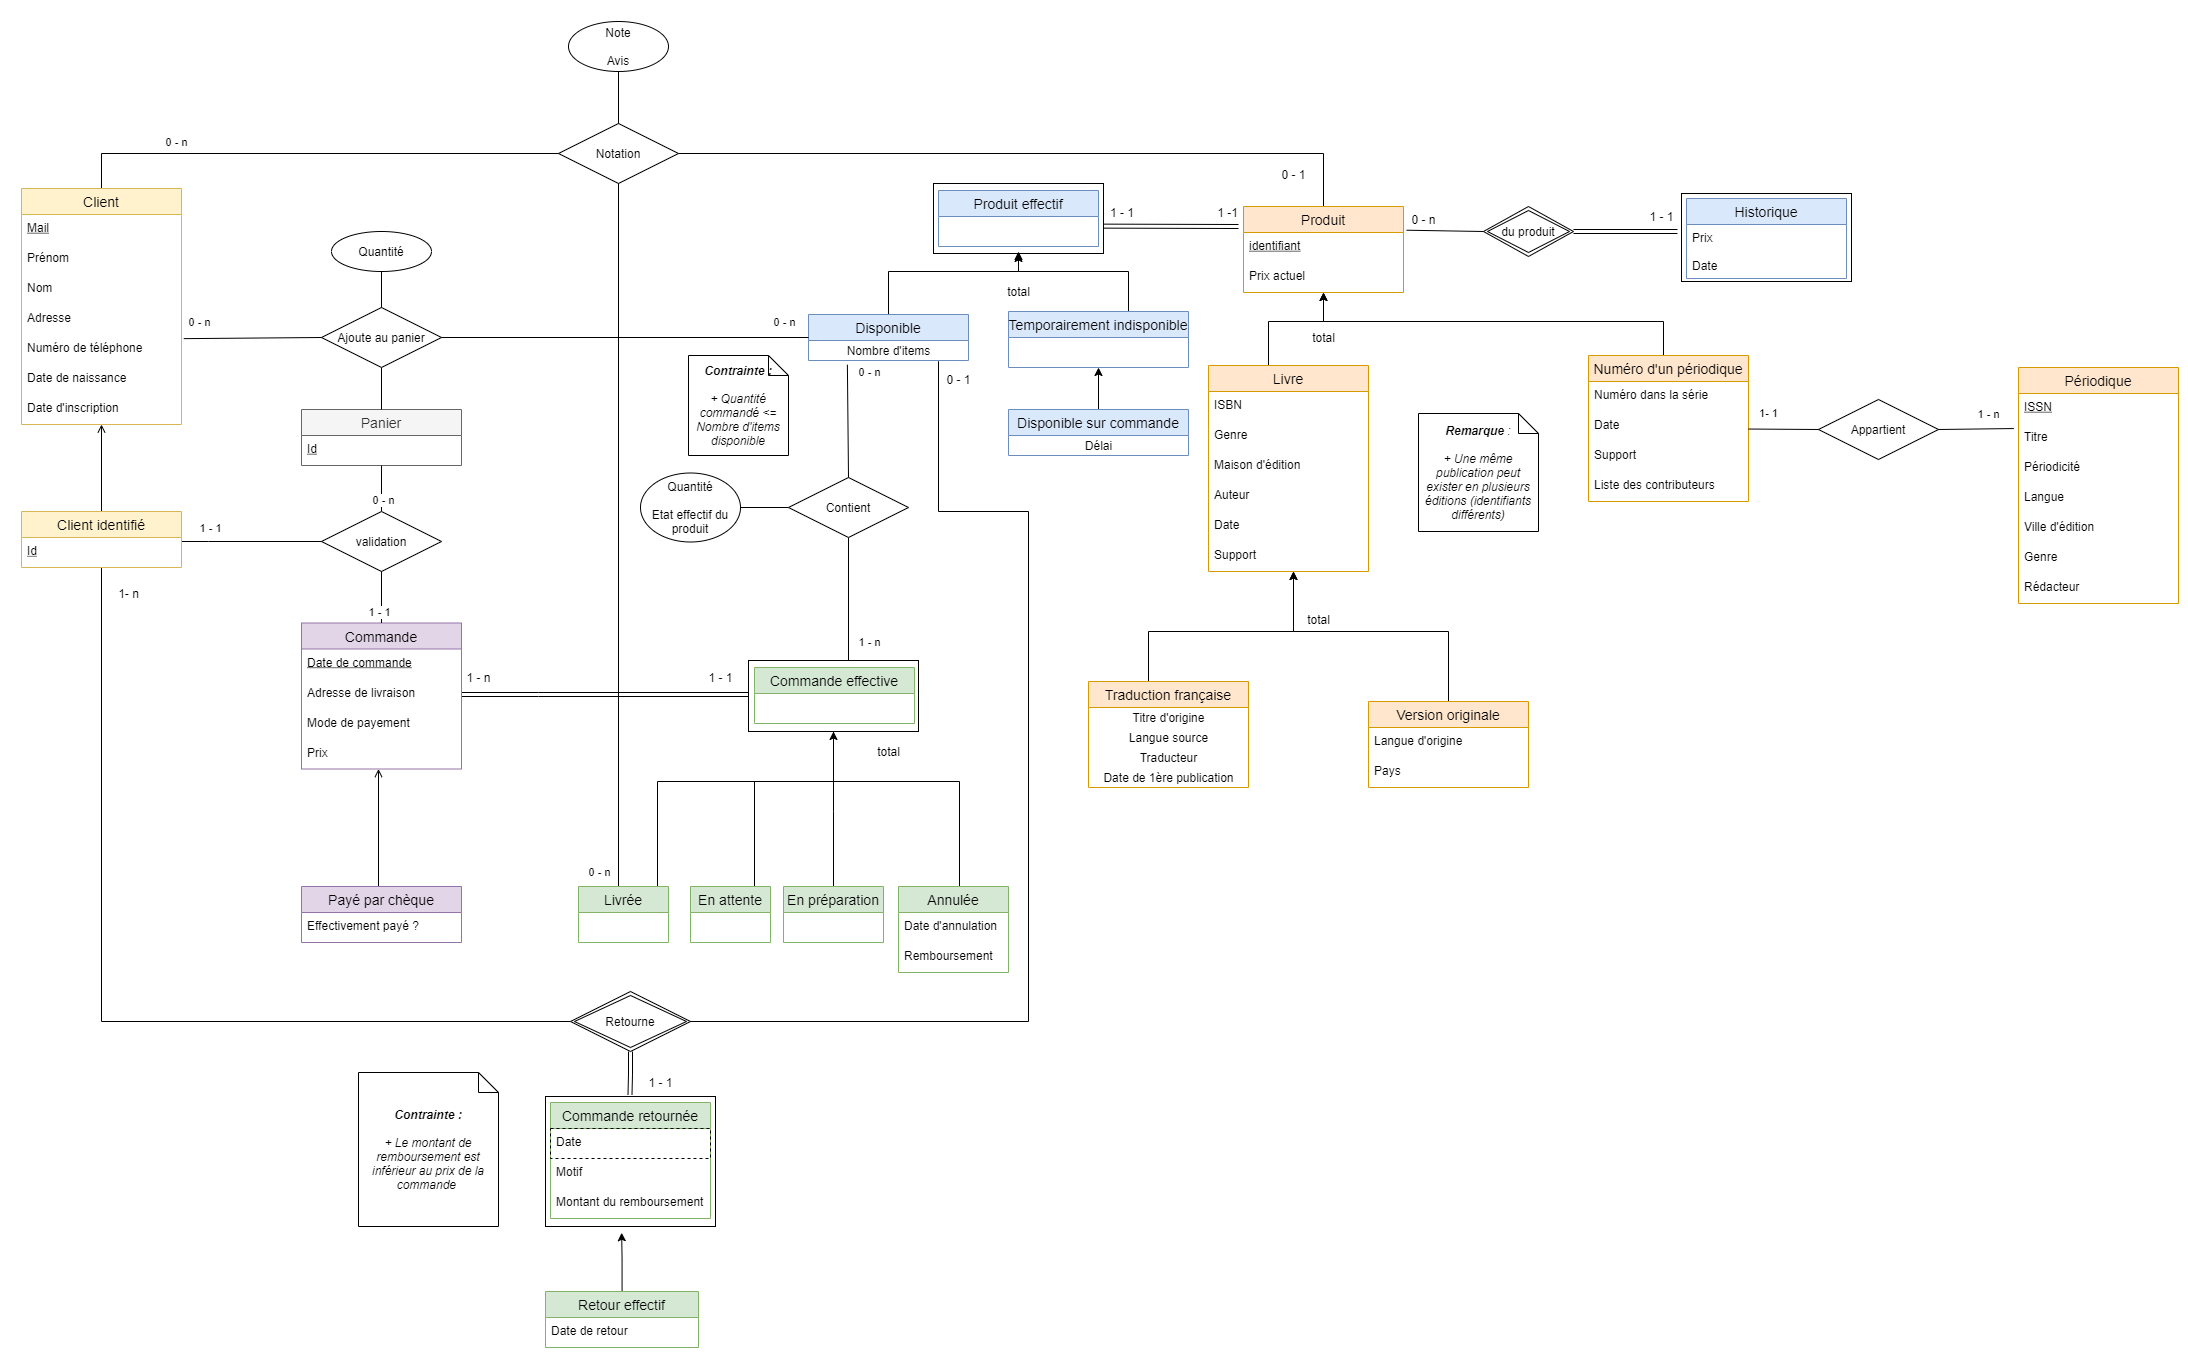 Note
Avis
Notation
0 - n
0 - 1
Client
Mail
Prénom
Nom
Adresse
Numéro de téléphone
Date de naissance
Date d'inscription
Quantité
0 - n
Ajoute au panier
0 - n
Panier
Id
0 - n
Client identifié
Id
1 - 1
validation
1- n
1 - 1
Commande
Date de commande
Adresse de livraison
Mode de payement
Prix
1 - n
1 - 1
Payé par chèque
Effectivement payé ?
Produit effectif
1 - 1
1 -1
total
Disponible
Nombre d'items
Temporairement indisponible
Disponible sur commande
Délai
0 - n
0 - 1
Contrainte :
+ Quantité
commandé <=
Nombre d'items
disponible
Quantité
Etat effectif du
produit
Contient
1 - n
Commande effective
total
0 - n
Livrée
En attente
En préparation
Annulée
Date d'annulation
Remboursement
Produit
identifiant
Prix actuel
0 - n
du produit
1 - 1
Historique
Prix
Date
total
Livre
ISBN
Genre
Maison d'édition
Auteur
Date
Support
Remarque :
+ Une même
publication peut
exister en plusieurs
éditions (identifiants
différents)
Numéro d'un périodique
Numéro dans la série
Date
Support
Liste des contributeurs
1- 1
Appartient
1 - n
Périodique
ISSN
Titre
Périodicité
Langue
Ville d'édition
Genre
Rédacteur
total
Traduction française
Titre d'origine
Langue source
Traducteur
Date de 1ère publication
Version originale
Langue d'origine
Pays
Retourne
1 - 1
Contrainte :
+ Le montant de
remboursement est
inférieur au prix de la
commande
Commande retournée
Date
Motif
Montant du remboursement
Retour effectif
Date de retour